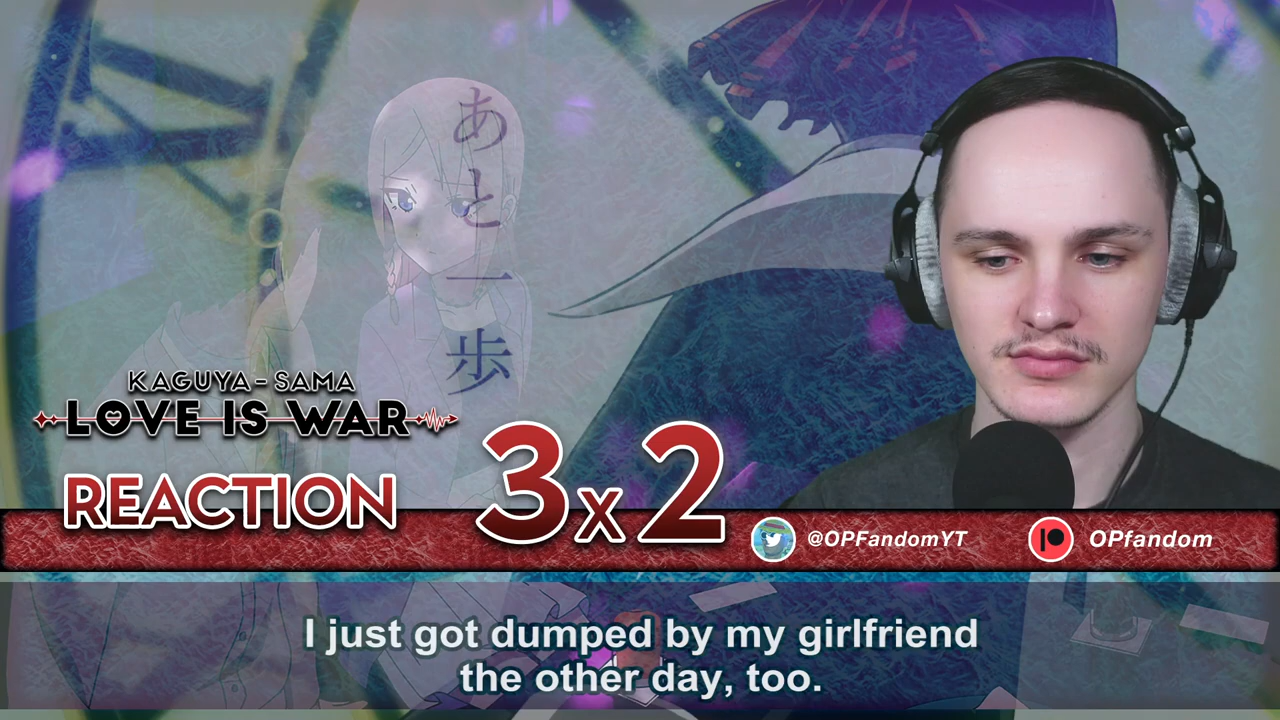 あと一歩
KAGUYA-SAMA
LOVE IS WAR
REACTION
3x2
@OPFandomYT
OPfandom
I just got dumped by my girlfriend
the other day, too.